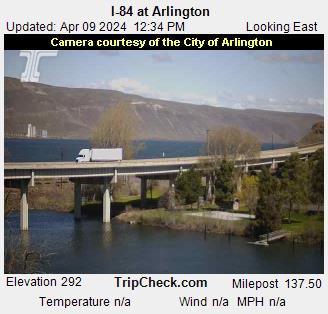 I-84 at Arlington
Updated: Apr 09 2024 12:34 PM Looking East
Camera courtesy of the City of Arlington
Elevation 292 TripCheck.com Milepost 137.50
Temperature n/a Wind n/a MPH n/a